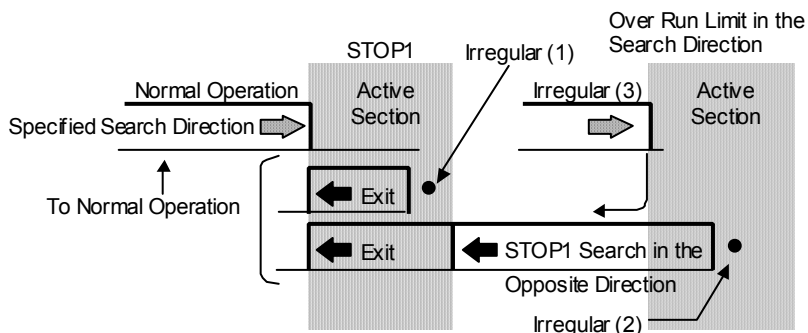 Over Run Limit in the
Search Direction
STOP1
Irregular (1)
Normal Operation
Active
Section
Irregular (3)
Active
Section
Specified Search Direction
To Normal Operation
Exit
Exit
STOP1 Search in the
Opposite Direction
Irregular (2)